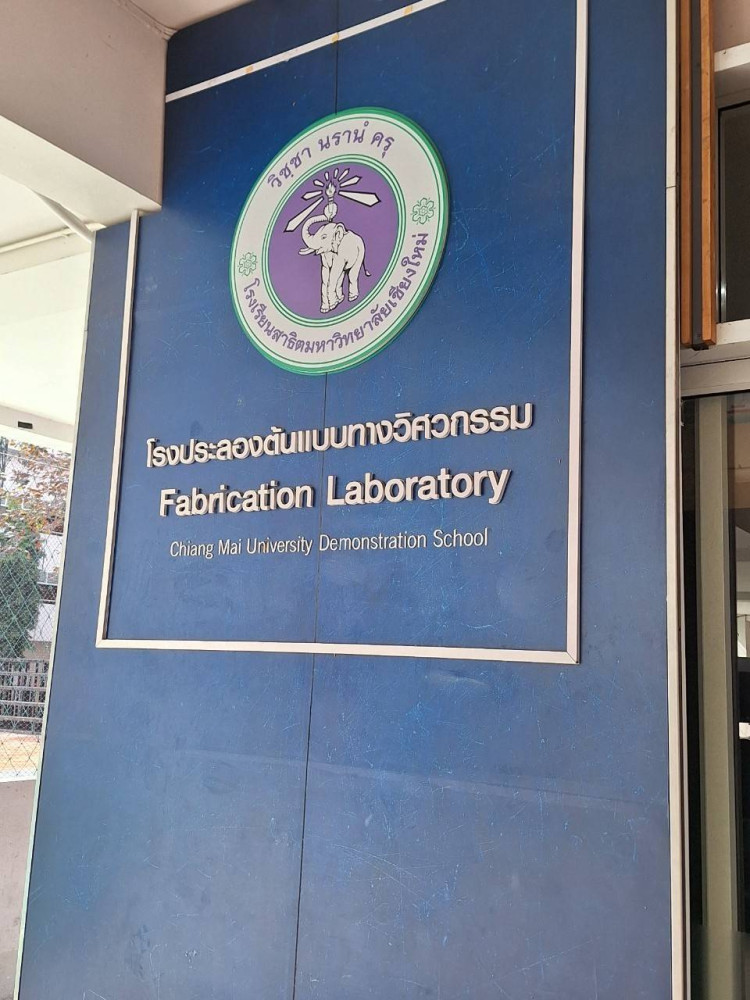 วิชฺชา นรานํ ครุ
โรงเรียนสาธิตมหาวิทยาลัยเชียงใหม่
โรงประลองต้นแบบทางวิศวกรรม
Fabrication Laboratory
Chiang Mai University Demonstration School